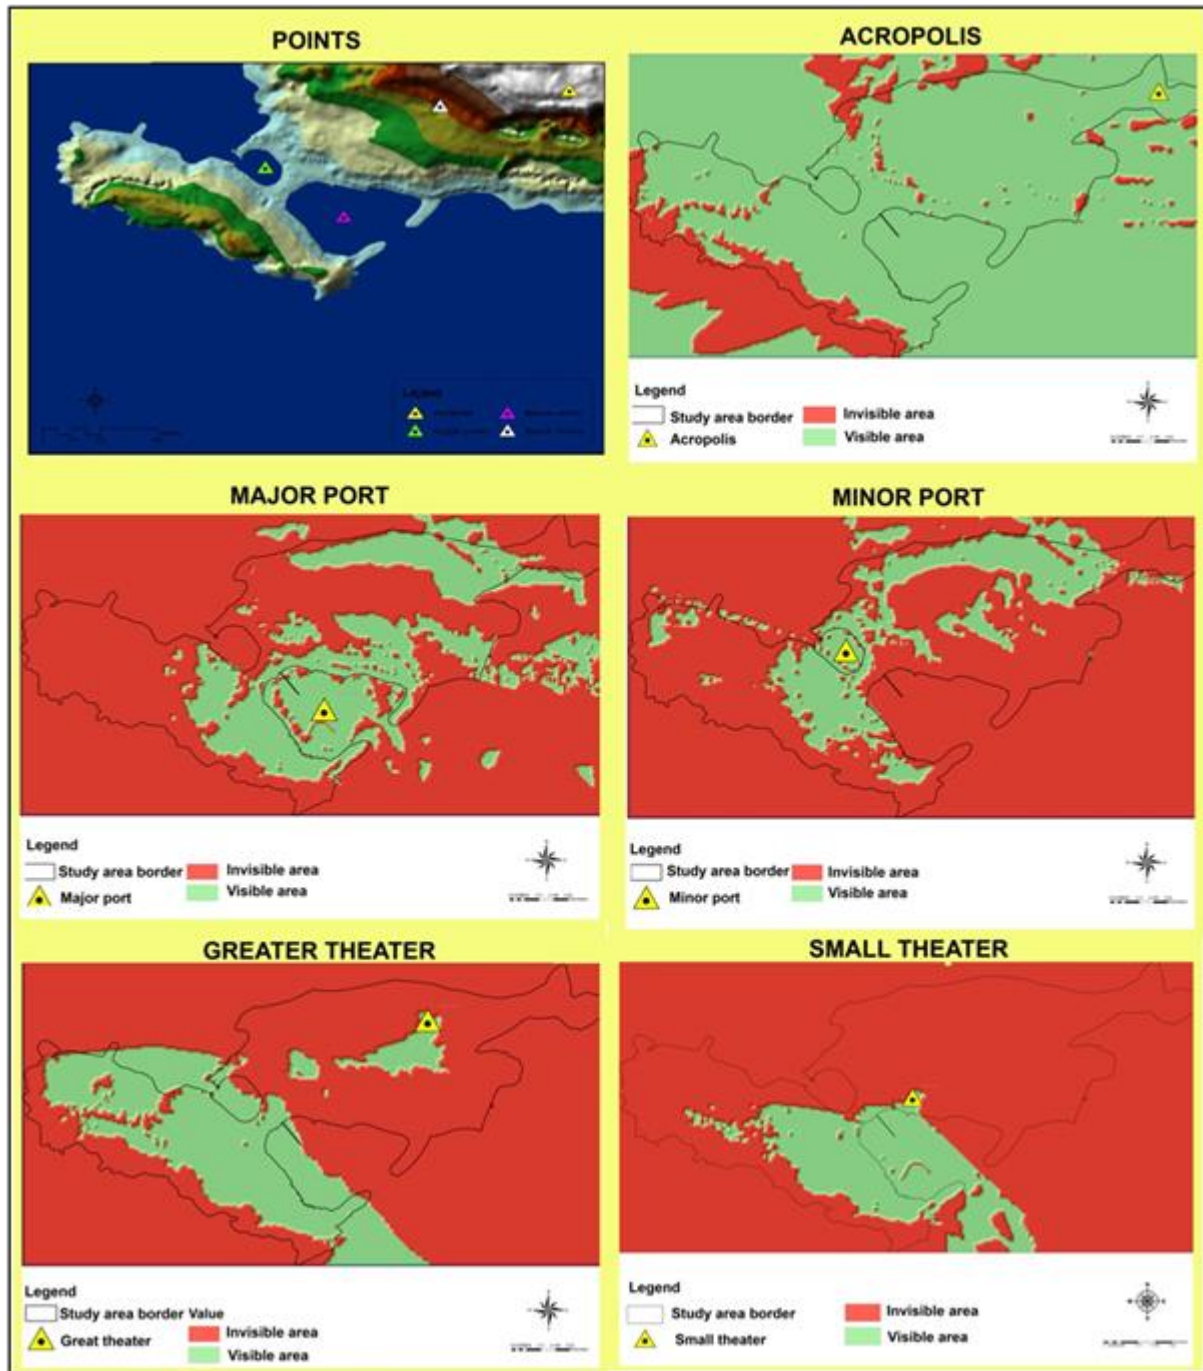 POINTS
ACROPOLIS
Legend
Legend
Study area border
Invisible area
Acropolis
Visible area
MAJOR PORT
MINOR PORT
Legend
Study area border
Invisible area
Major port
Visible area
Legend
Study area border
Invisible area
Minor port
Visible area
GREATER THEATER
SMALL THEATER
Legend
Study area border Value
Great theater
Invisible area
Visible area
Legend
Study area border
Invisible area
Small theater
Visible area